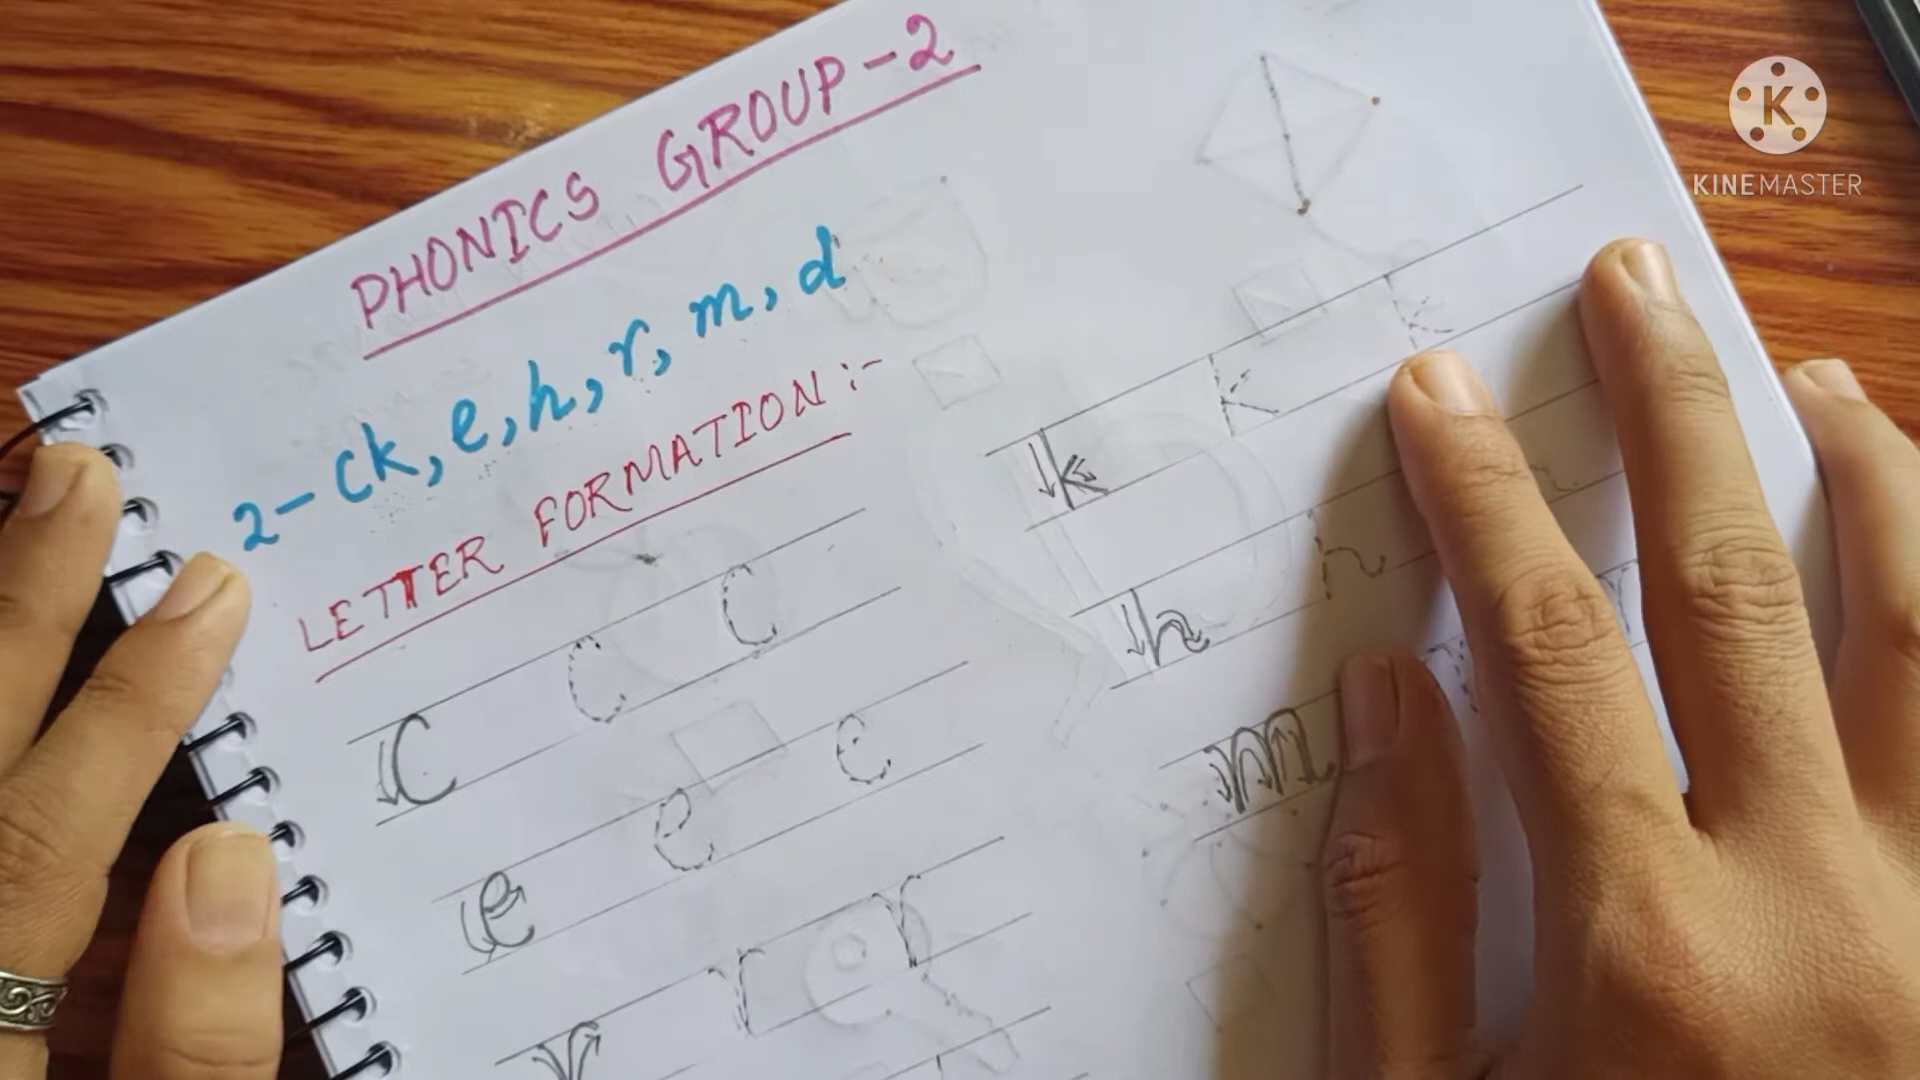 PHONICS GROUP-2
2-ck, e, h, r, m, d
LETTER FORMATION:-
c c c
e e e
r r r
k k k
h h
m
KINEMASTER